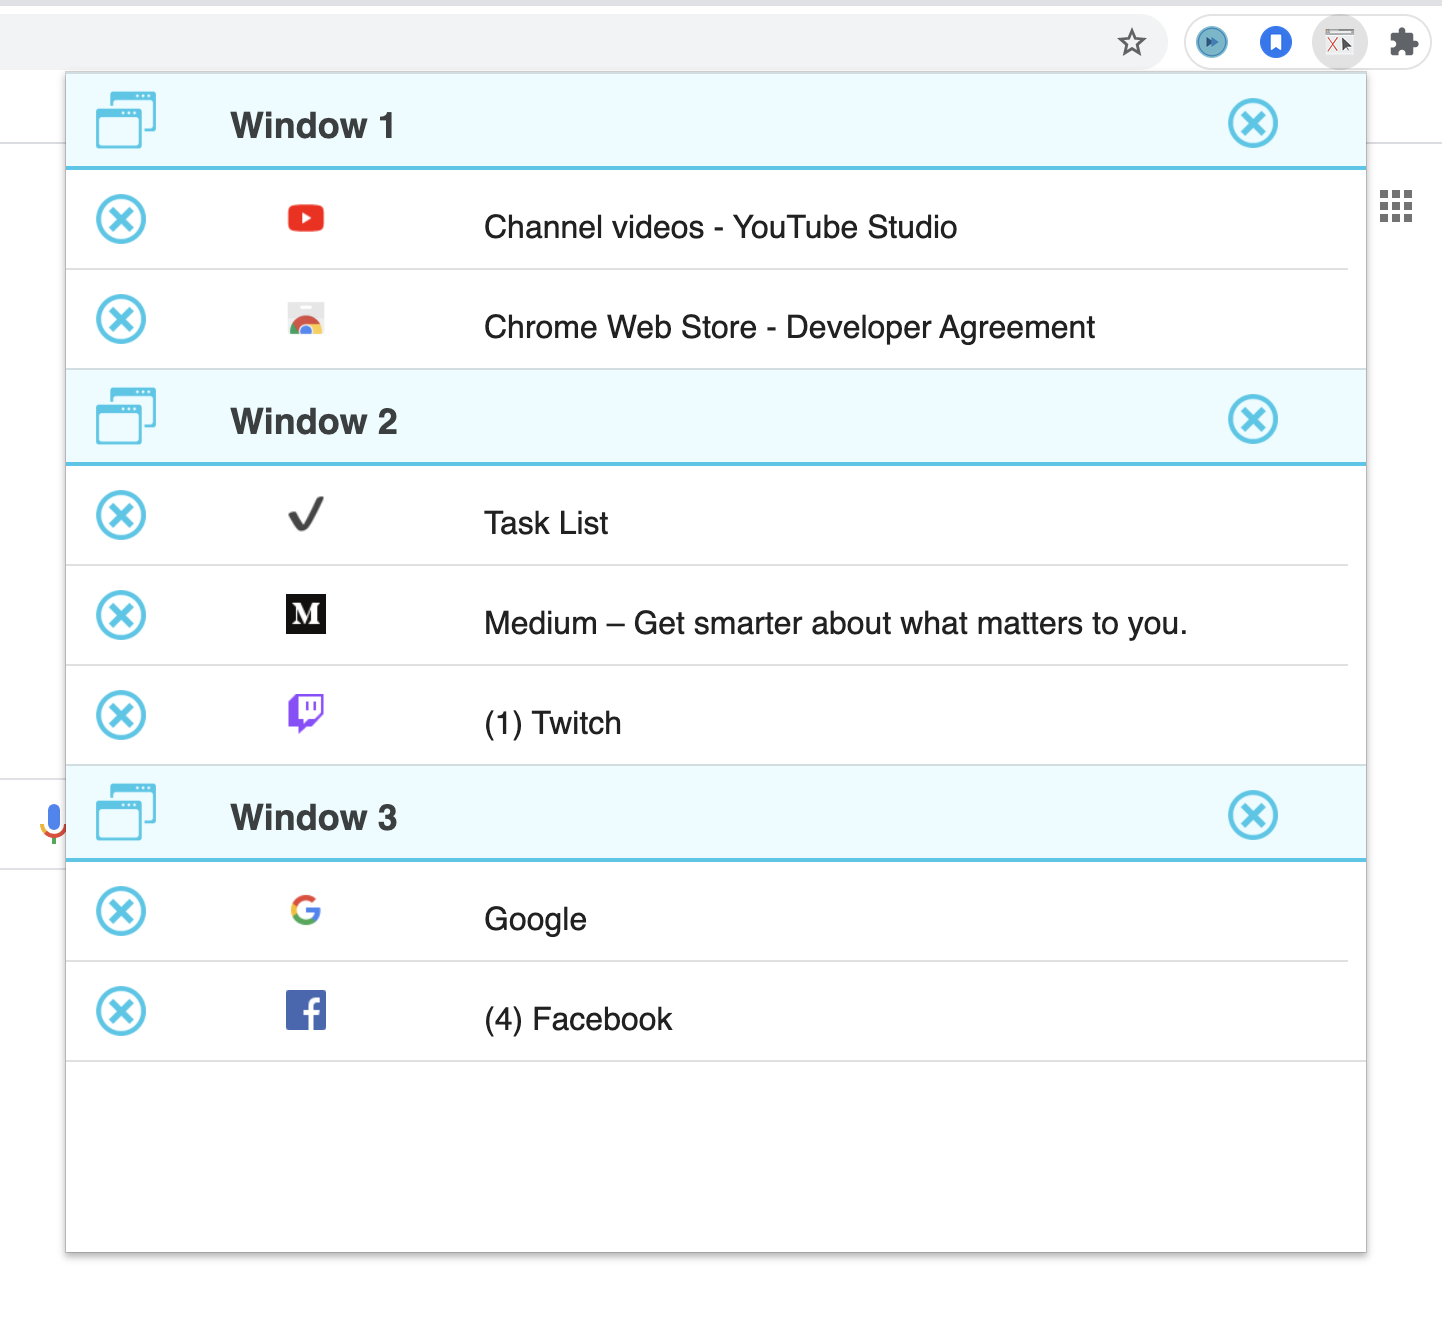 Window 1
Channel videos - YouTube Studio
Chrome Web Store - Developer Agreement
Window 2
Task List
M
Medium – Get smarter about what matters to you.
(1) Twitch
Window 3
G
Google
f
(4) Facebook